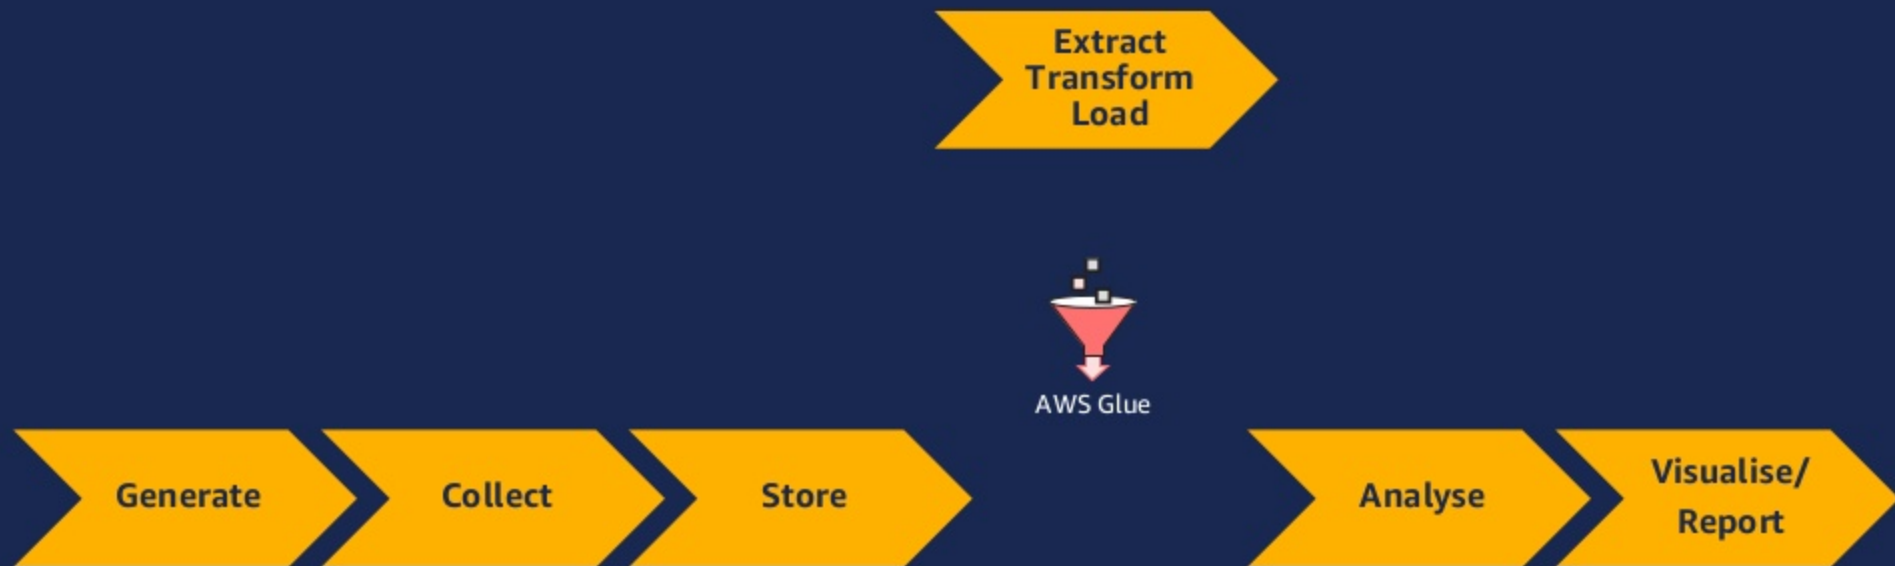 Extract
Transform
Load
AWS Glue
Generate
Collect
Store
Analyse
Visualise/
Report